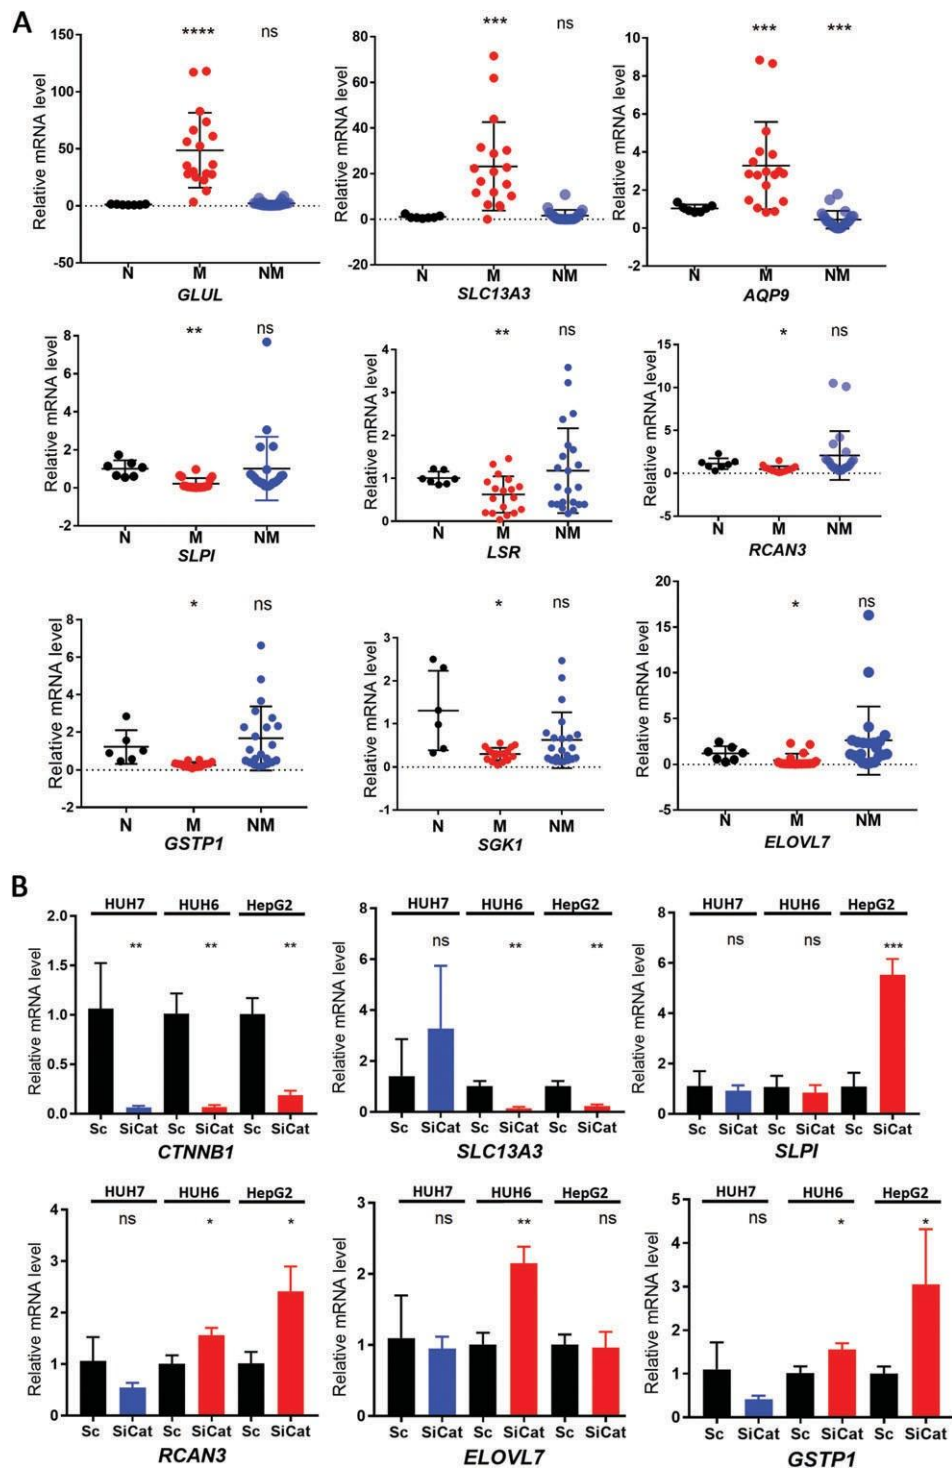 A
Relative mRNA level
150
100
50
0
-50
****
ns
N M NM
GLUL
Relative mRNA level
80
60
40
20
0
-20
***
ns
N M NM
SLC13A3
Relative mRNA level
10
8
6
4
2
0
-2
***
***
N M NM
AQP9
Relative mRNA level
8
6
4
2
0
-2
**
ns
N M NM
SLPI
Relative mRNA level
4
3
2
1
0
**
ns
N M NM
LSR
Relative mRNA level
15
10
5
0
-5
*
ns
N M NM
RCAN3
Relative mRNA level
8
6
4
2
0
-2
*
ns
N M NM
GSTP1
Relative mRNA level
3
2
1
0
-1
*
ns
N M NM
SGK1
Relative mRNA level
20
15
10
5
0
-5
*
ns
N M NM
ELOVL7
B
HUH7 HUH6 HepG2
Relative mRNA level
2.0
1.5
1.0
0.5
0.0
** ** **
Sc SiCat Sc SiCat Sc SiCat
CTNNB1
HUH7 HUH6 HepG2
Relative mRNA level
8
6
4
2
0
ns ** **
Sc SiCat Sc SiCat Sc SiCat
SLC13A3
HUH7 HUH6 HepG2
Relative mRNA level
8
6
4
2
0
ns ns ***
Sc SiCat Sc SiCat Sc SiCat
SLPI
HUH7 HUH6 HepG2
Relative mRNA level
4
3
2
1
0
ns * *
Sc SiCat Sc SiCat Sc SiCat
RCAN3
HUH7 HUH6 HepG2
Relative mRNA level
3
2
1
0
ns ** ns
Sc SiCat Sc SiCat Sc SiCat
ELOVL7
HUH7 HUH6 HepG2
Relative mRNA level
5
4
3
2
1
0
ns * *
Sc SiCat Sc SiCat Sc SiCat
GSTP1